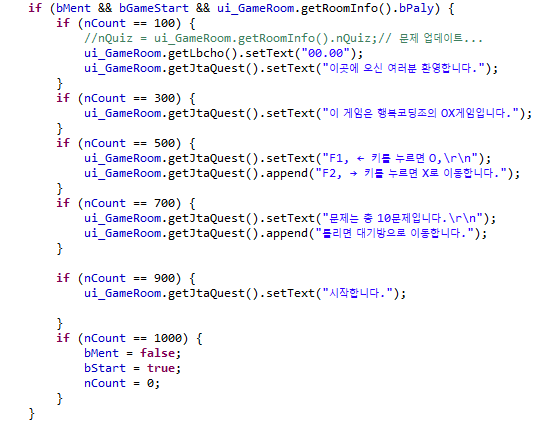 if (bMent && bGameStart && ui_GameRoom.getRoomInfo().bPaly) {
if (nCount == 100) {
//nQuiz = ui_GameRoom.getRoomInfo().nQuiz;// 문제 업데이트...
ui_GameRoom.getLbcho().setText("00.00");
ui_GameRoom.getJtaQuest().setText("이곳에 오신 여러분 환영합니다.");
}
if (nCount == 300) {
ui_GameRoom.getJtaQuest().setText("이 게임은 행복코딩조의 OX게임입니다.");
}
if (nCount == 500) {
ui_GameRoom.getJtaQuest().setText("F1, ← 키를 누르면 O,\r\n");
ui_GameRoom.getJtaQuest().append("F2, → 키를 누르면 X로 이동합니다.");
}
if (nCount == 700) {
ui_GameRoom.getJtaQuest().setText("문제는 총 10문제입니다.\r\n");
ui_GameRoom.getJtaQuest().append("틀리면 대기방으로 이동합니다.");
}
if (nCount == 900) {
ui_GameRoom.getJtaQuest().setText("시작합니다.");
}
if (nCount == 1000) {
bMent = false;
bStart = true;
nCount = 0;
}
}